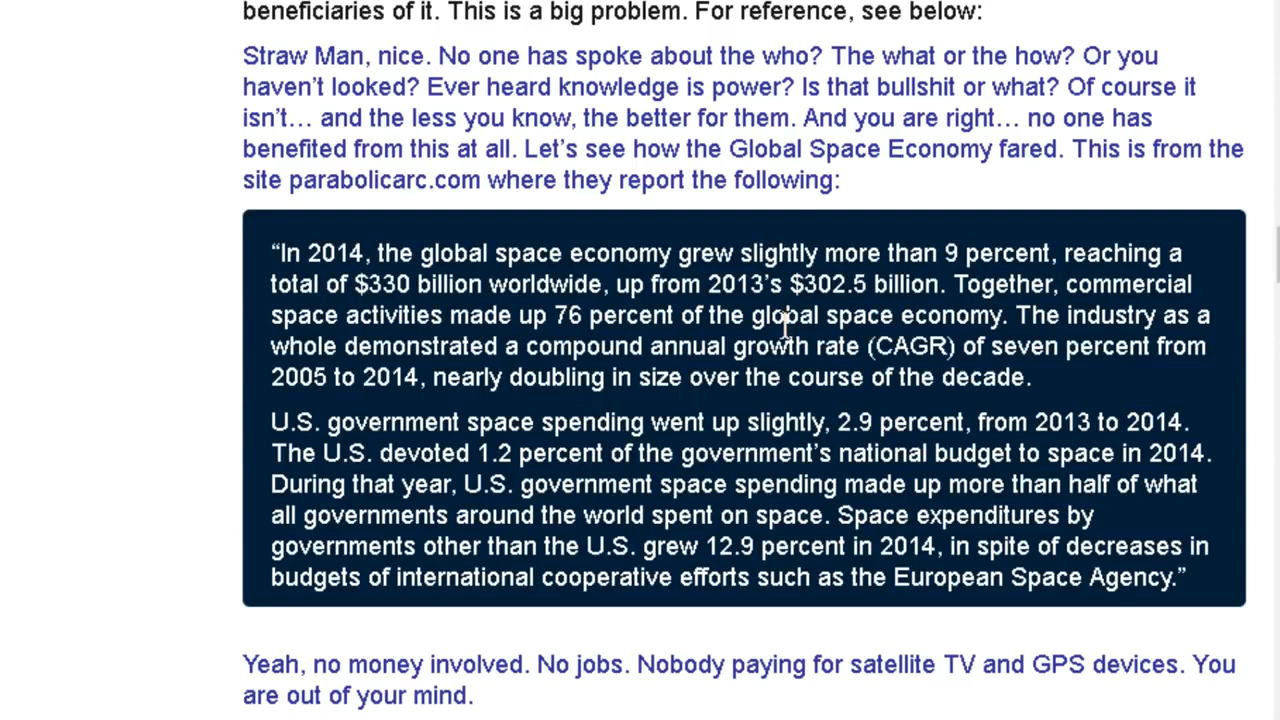 beneficiaries of it. This is a big problem. For reference, see below:
Straw Man, nice. No one has spoke about the who? The what or the how? Or you
haven’t looked? Ever heard knowledge is power? Is that bullshit or what? Of course it
isn’t… and the less you know, the better for them. And you are right… no one has
benefited from this at all. Let’s see how the Global Space Economy fared. This is from the
site parabolicarc.com where they report the following:
“In 2014, the global space economy grew slightly more than 9 percent, reaching a
total of $330 billion worldwide, up from 2013’s $302.5 billion. Together, commercial
space activities made up 76 percent of the global space economy. The industry as a
whole demonstrated a compound annual growth rate (CAGR) of seven percent from
2005 to 2014, nearly doubling in size over the course of the decade.
U.S. government space spending went up slightly, 2.9 percent, from 2013 to 2014.
The U.S. devoted 1.2 percent of the government’s national budget to space in 2014.
During that year, U.S. government space spending made up more than half of what
all governments around the world spent on space. Space expenditures by
governments other than the U.S. grew 12.9 percent in 2014, in spite of decreases in
budgets of international cooperative efforts such as the European Space Agency.”
Yeah, no money involved. No jobs. Nobody paying for satellite TV and GPS devices. You
are out of your mind.